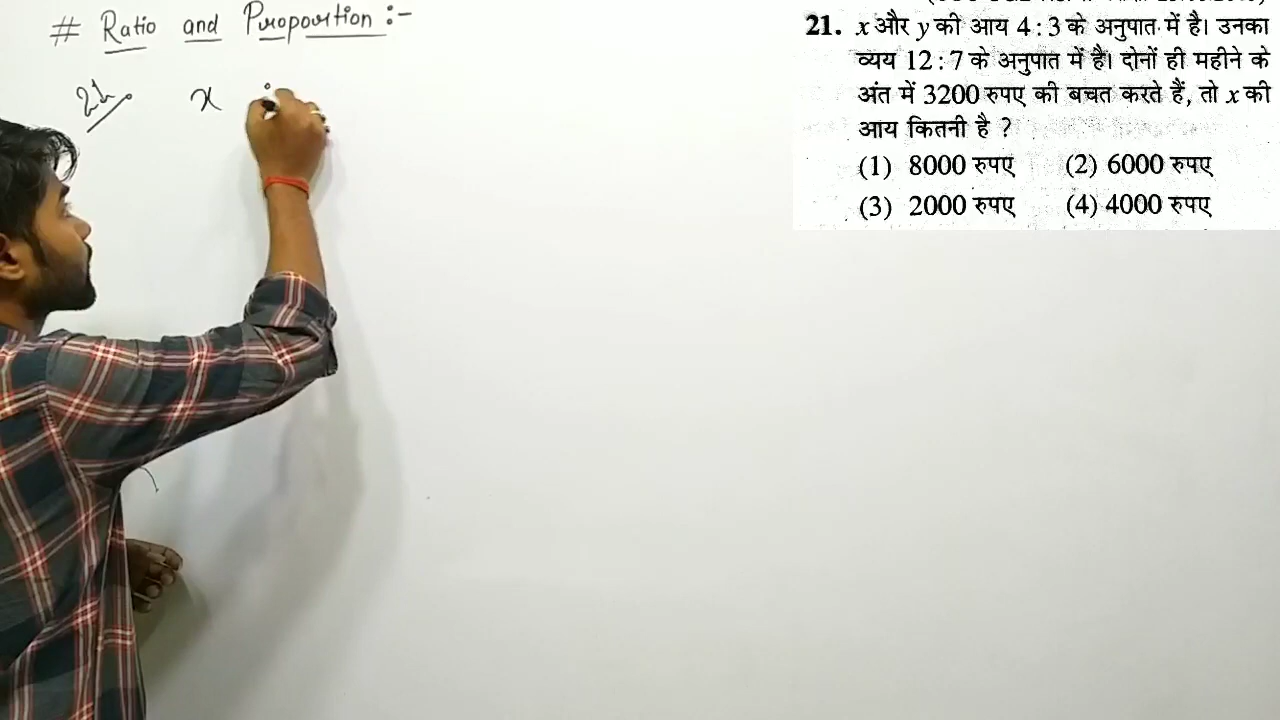 # Ratio and Proportion :-
21. x :
21. x और y की आय 4 : 3 के अनुपात में है। उनका
व्यय 12 : 7 के अनुपात में है। दोनों ही महीने के
अंत में 3200 रुपए की बचत करते हैं, तो x की
आय कितनी है ?
(1) 8000 रुपए (2) 6000 रुपए
(3) 2000 रुपए (4) 4000 रुपए